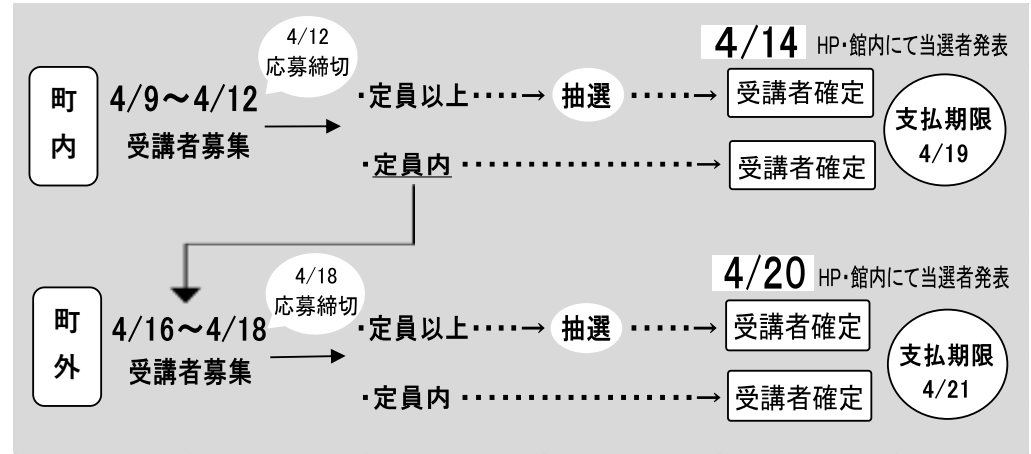 町内
4/9～4/12
受講者募集
4/12
応募締切
・定員以上・・・・→ 抽選 ・・・・・→ 受講者確定
・定員内 ・・・・・・・・・・・・・・・→ 受講者確定
4/14 HP・館内にて当選者発表
支払期限
4/19
町外
4/16～4/18
受講者募集
4/18
応募締切
・定員以上・・・・→ 抽選 ・・・・・→ 受講者確定
・定員内 ・・・・・・・・・・・・・・・→ 受講者確定
4/20 HP・館内にて当選者発表
支払期限
4/21